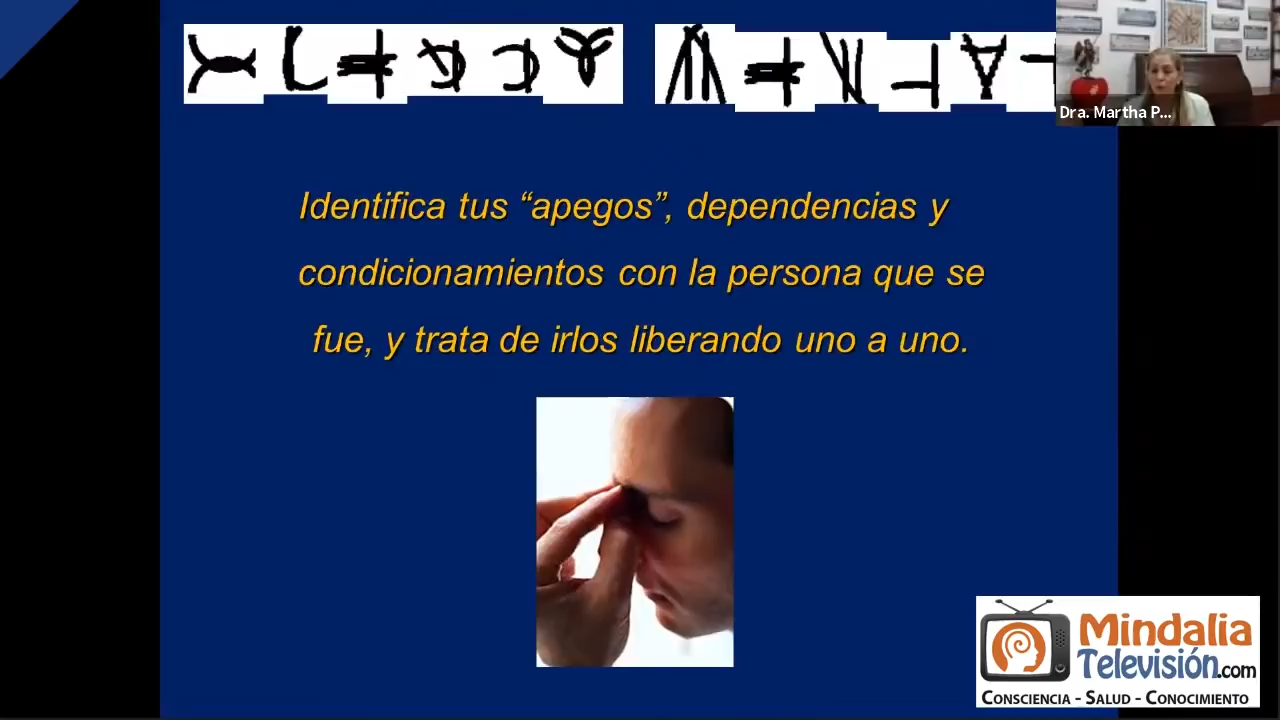 Dra. Martha P...
Identifica tus “apegos”, dependencias y
condicionamientos con la persona que se
fue, y trata de irlos liberando uno a uno.
Mindalia
Televisión.com
CONSCIENCIA - SALUD - CONOCIMIENTO